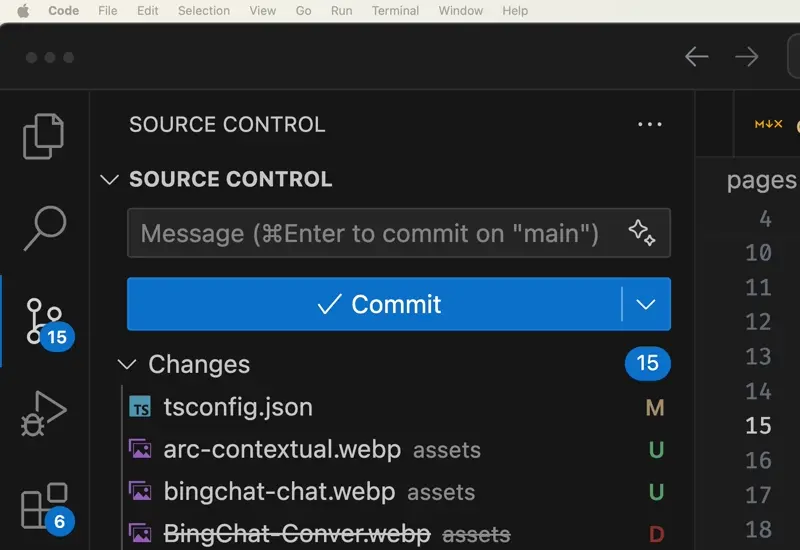 Code File Edit Selection View Go Run Terminal Window Help
SOURCE CONTROL ···
SOURCE CONTROL
Message (⌘Enter to commit on "main")
Commit
Changes 15
TS tsconfig.json M
arc-contextual.webp assets U
bingchat-chat.webp assets U
BingChat-Conver.webp assets D
15
6
M↓X
pages
4
10
11
12
13
14
15
16
17
18